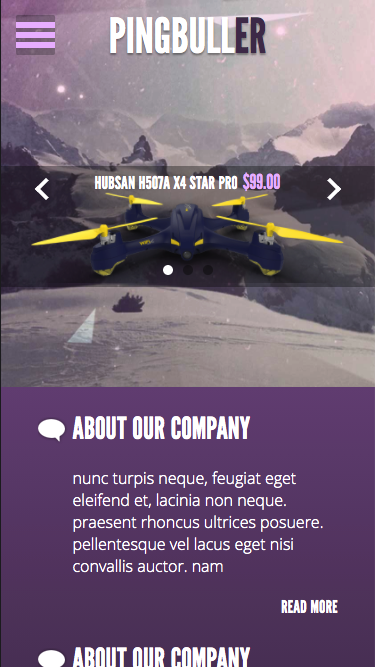 PINGBULLER
HUBSAN H507A X4 STAR PRO $99.00
ABOUT OUR COMPANY
nunc turpis neque, feugiat eget
eleifend et, lacinia non neque.
praesent rhoncus ultrices posuere.
pellentesque vel lacus eget nisi
convallis auctor. nam
READ MORE
ABOUT OUR COMPANY